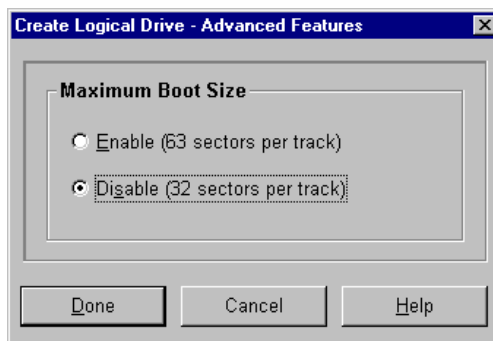 Create Logical Drive - Advanced Features
Maximum Boot Size
Enable (63 sectors per track)
Disable (32 sectors per track)
Done Cancel Help